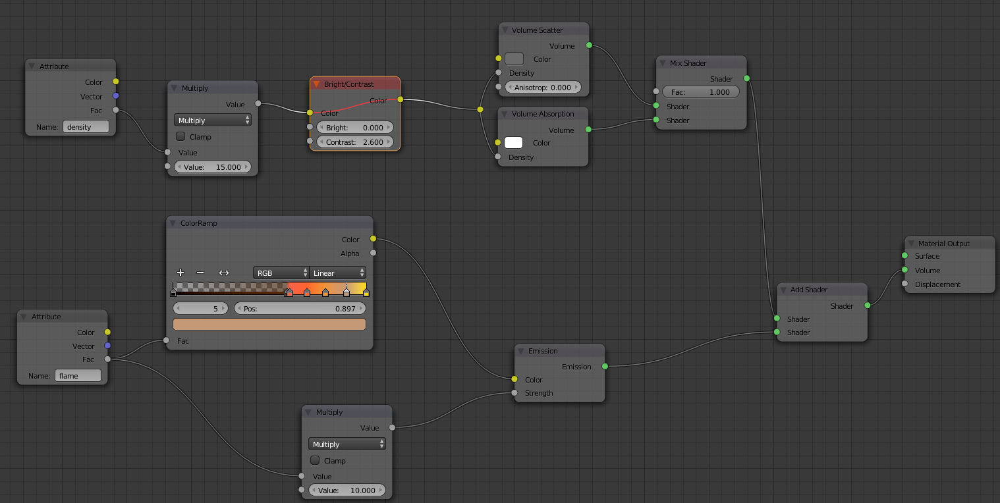 Attribute
Color
Vector
Fac
Name: density
Multiply
Value
Multiply
Clamp
Value
Value: 15.000
Bright/Contrast
Color
Color
Bright: 0.000
Contrast: 2.600
Volume Scatter
Volume
Color
Density
Anisotrop: 0.000
Volume Absorption
Volume
Color
Density
Mix Shader
Shader
Fac: 1.000
Shader
Shader
ColorRamp
Color
Alpha
RGB Linear
5 Pos: 0.897
Fac
Attribute
Color
Vector
Fac
Name: flame
Multiply
Value
Multiply
Clamp
Value
Value: 10.000
Emission
Emission
Color
Strength
Add Shader
Shader
Shader
Shader
Material Output
Surface
Volume
Displacement